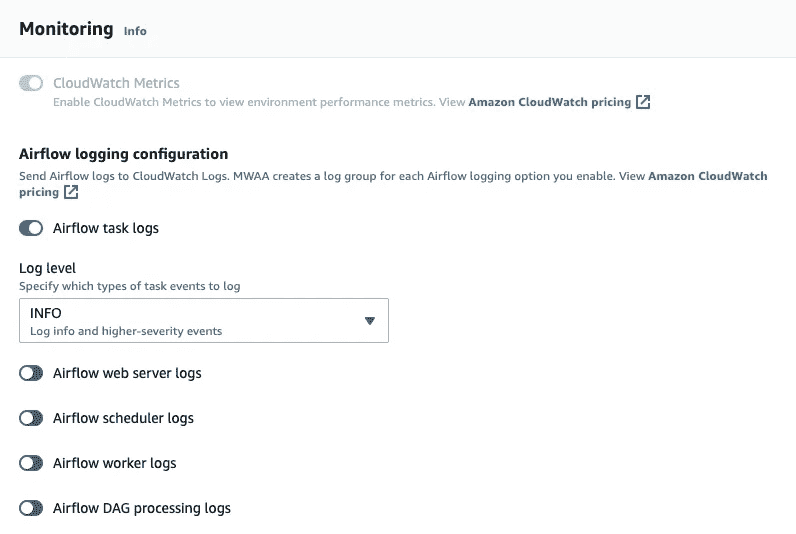 Monitoring Info
CloudWatch Metrics
Enable CloudWatch Metrics to view environment performance metrics. View Amazon CloudWatch pricing
Airflow logging configuration
Send Airflow logs to CloudWatch Logs. MWAA creates a log group for each Airflow logging option you enable. View Amazon CloudWatch
pricing
Airflow task logs
Log level
Specify which types of task events to log
INFO
Log info and higher-severity events
Airflow web server logs
Airflow scheduler logs
Airflow worker logs
Airflow DAG processing logs